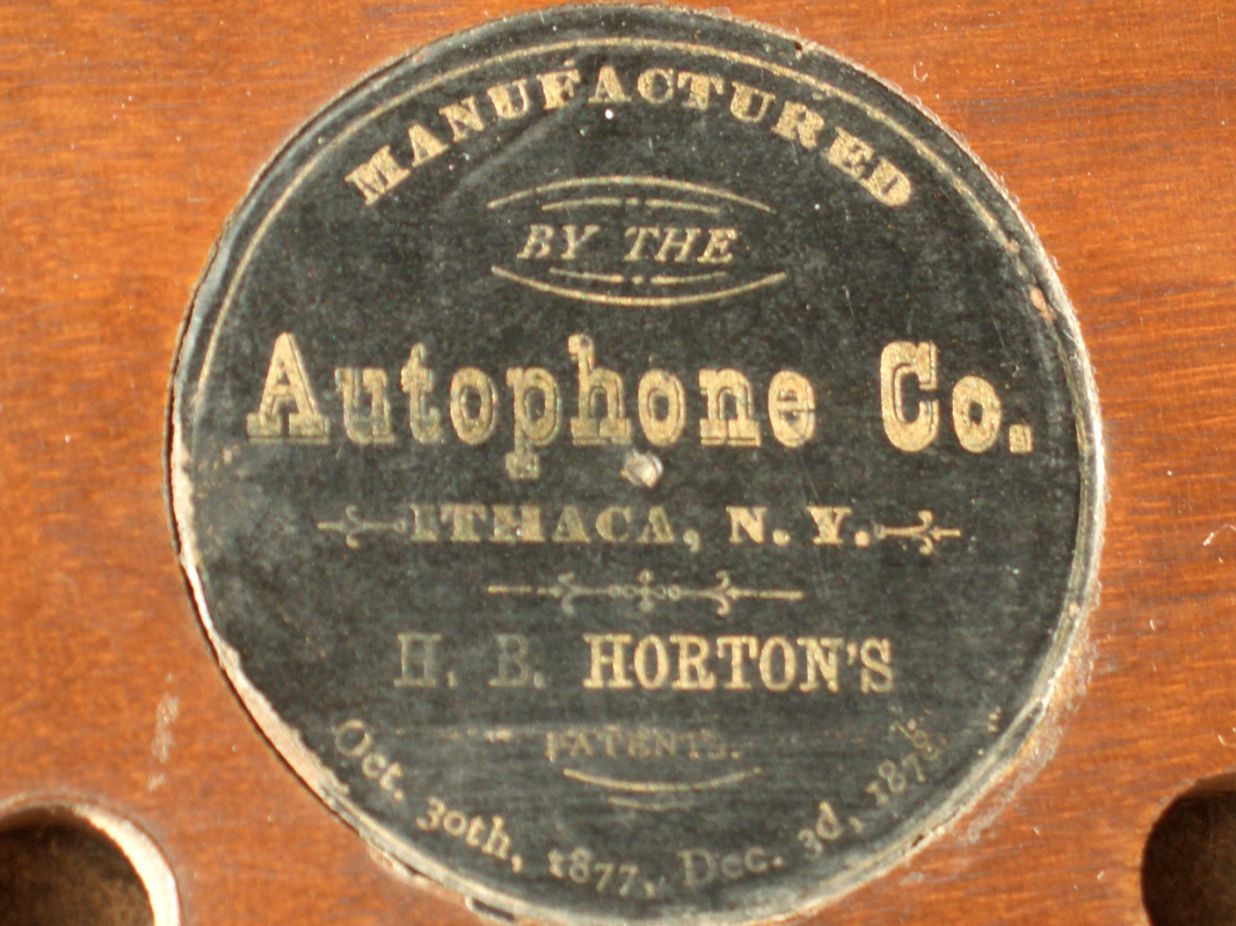 MANUFACTURED
BY THE
Autophone Co.
ITHACA, N. Y.
H. B. HORTON'S
PATENTS.
Oct. 30th, 1877, Dec. 3d,